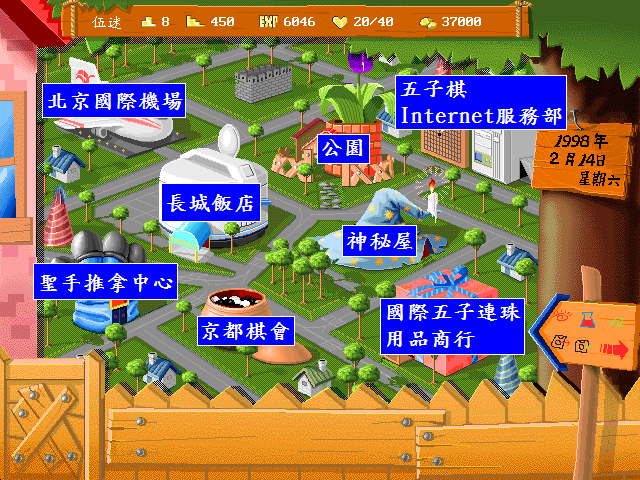 伍迷 8 450 EXP 6046 20/40 37000
北京國際機場
五子棋
Internet服務部
公園
1998年
2月14日
星期六
長城飯店
神秘屋
聖手推拿中心
京都棋會
國際五子連珠
用品商行